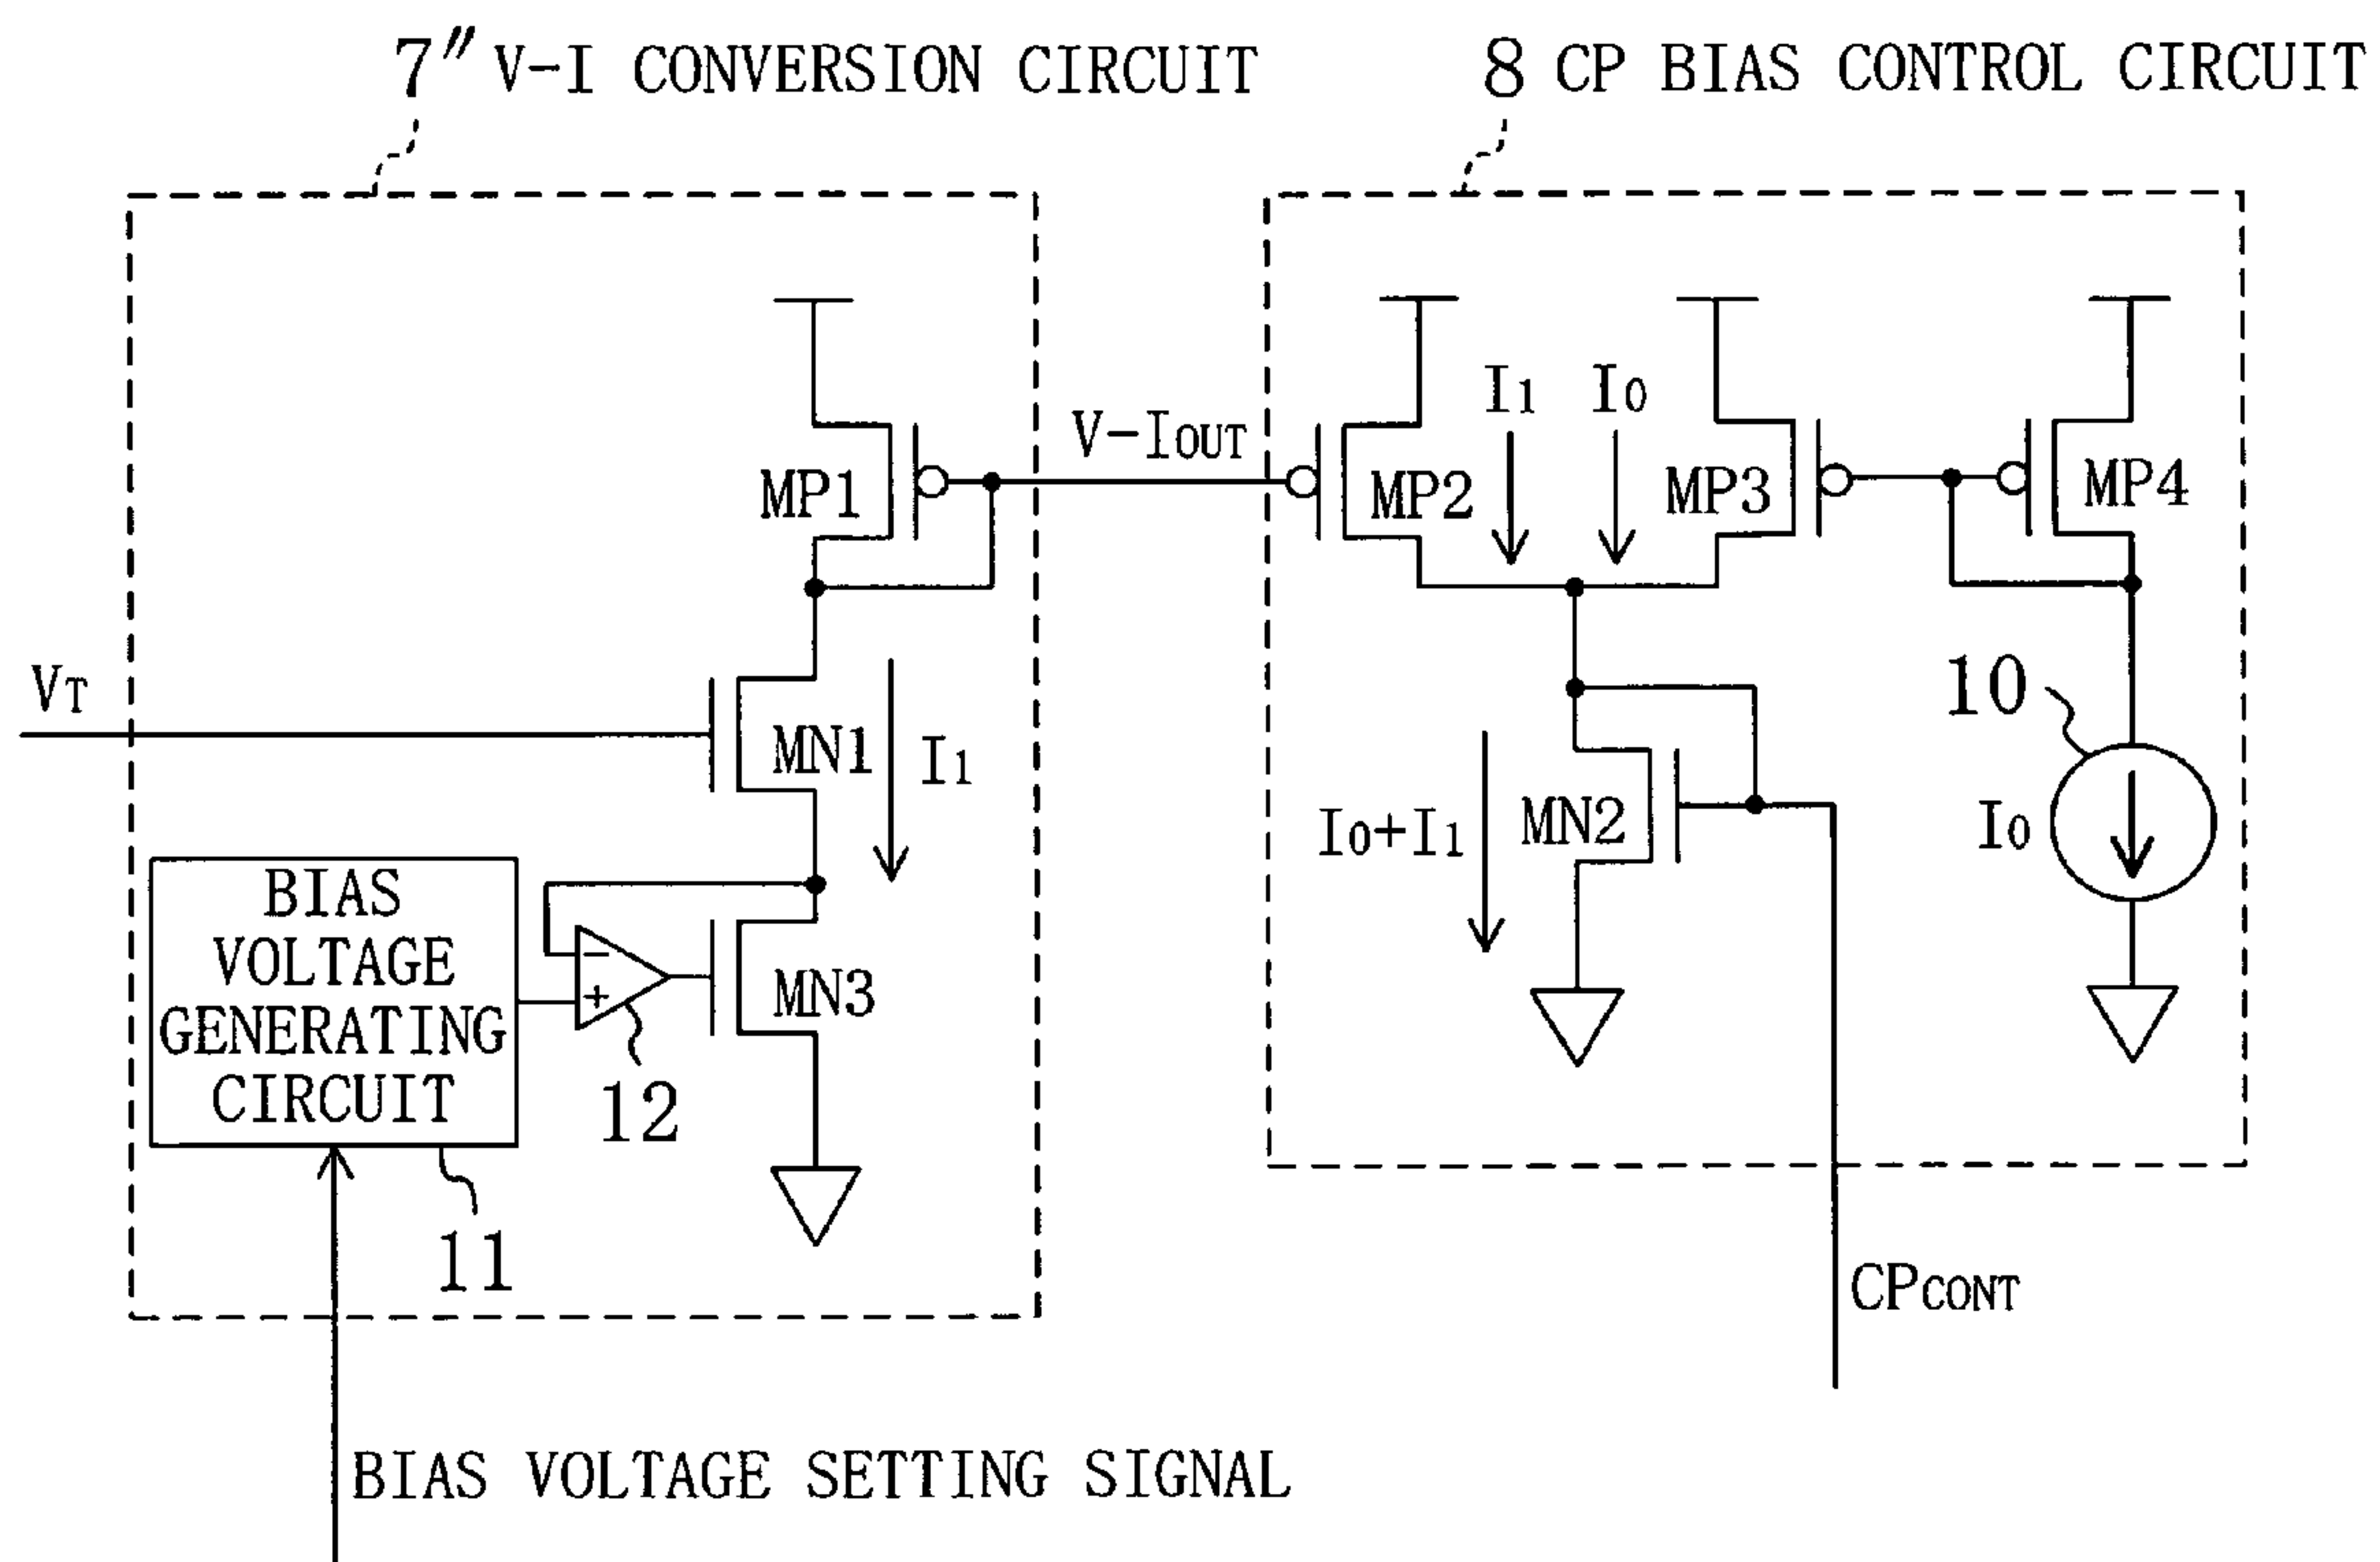 7" V-I CONVERSION CIRCUIT
8 CP BIAS CONTROL CIRCUIT
I1
I0
V-IOUT
MP1
MP2
MP3
MP4
VT
MN1
I1
10
I0+I1
MN2
I0
BIAS
VOLTAGE
GENERATING
CIRCUIT
-
+
MN3
12
11
CPCONT
BIAS VOLTAGE SETTING SIGNAL